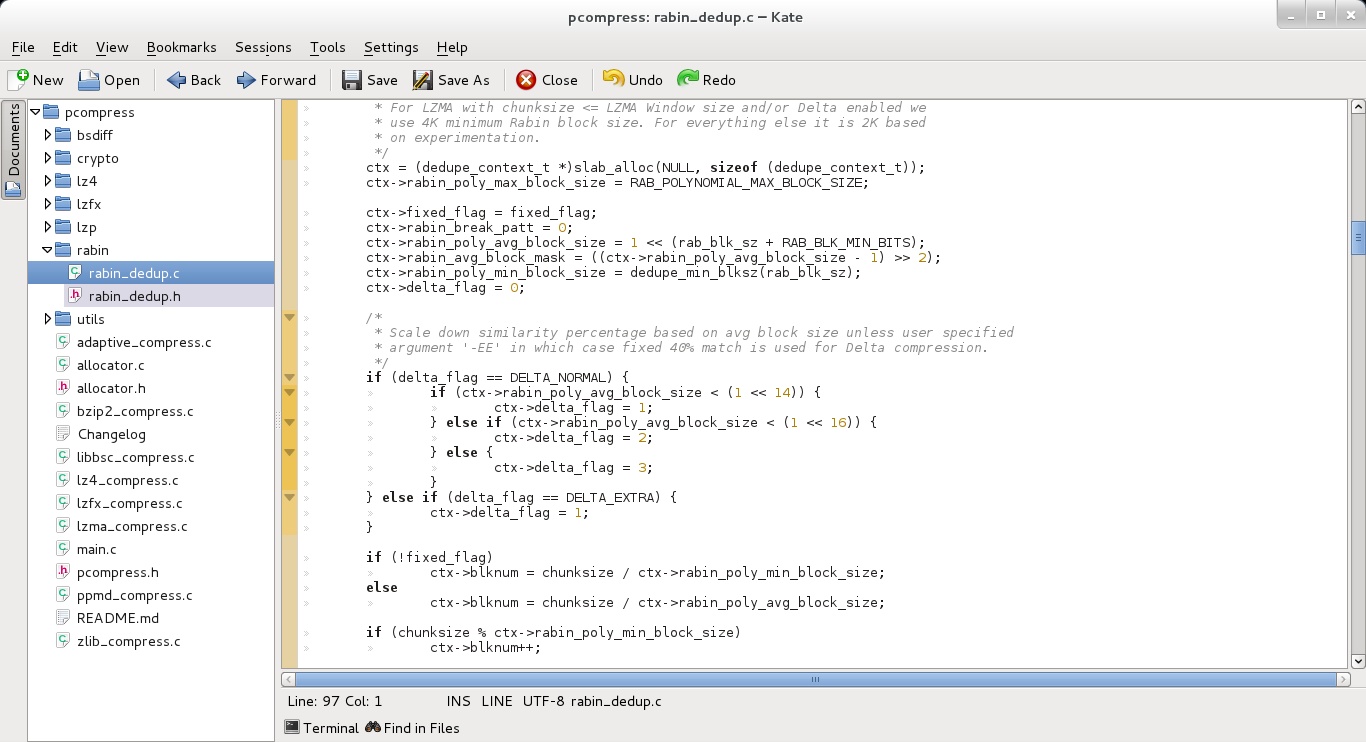 pcompress: rabin_dedup.c – Kate
File Edit View Bookmarks Sessions Tools Settings Help
New Open Back Forward Save Save As Close Undo Redo
Documents
pcompress
bsdiff
crypto
lz4
lzfx
lzp
rabin
rabin_dedup.c
rabin_dedup.h
utils
adaptive_compress.c
allocator.c
allocator.h
bzip2_compress.c
Changelog
libbsc_compress.c
lz4_compress.c
lzfx_compress.c
lzma_compress.c
main.c
pcompress.h
ppmd_compress.c
README.md
zlib_compress.c
* For LZMA with chunksize <= LZMA Window size and/or Delta enabled we
* use 4K minimum Rabin block size. For everything else it is 2K based
* on experimentation.
*/
ctx = (dedupe_context_t *)slab_alloc(NULL, sizeof (dedupe_context_t));
ctx->rabin_poly_max_block_size = RAB_POLYNOMIAL_MAX_BLOCK_SIZE;
ctx->fixed_flag = fixed_flag;
ctx->rabin_break_patt = 0;
ctx->rabin_poly_avg_block_size = 1 << (rab_blk_sz + RAB_BLK_MIN_BITS);
ctx->rabin_avg_block_mask = ((ctx->rabin_poly_avg_block_size - 1) >> 2);
ctx->rabin_poly_min_block_size = dedupe_min_blksz(rab_blk_sz);
ctx->delta_flag = 0;
/*
* Scale down similarity percentage based on avg block size unless user specified
* argument '-EE' in which case fixed 40% match is used for Delta compression.
*/
if (delta_flag == DELTA_NORMAL) {
if (ctx->rabin_poly_avg_block_size < (1 << 14)) {
ctx->delta_flag = 1;
} else if (ctx->rabin_poly_avg_block_size < (1 << 16)) {
ctx->delta_flag = 2;
} else {
ctx->delta_flag = 3;
}
} else if (delta_flag == DELTA_EXTRA) {
ctx->delta_flag = 1;
}
if (!fixed_flag)
ctx->blknum = chunksize / ctx->rabin_poly_min_block_size;
else
ctx->blknum = chunksize / ctx->rabin_poly_avg_block_size;
if (chunksize % ctx->rabin_poly_min_block_size)
ctx->blknum++;
Line: 97 Col: 1 INS LINE UTF-8 rabin_dedup.c
Terminal Find in Files